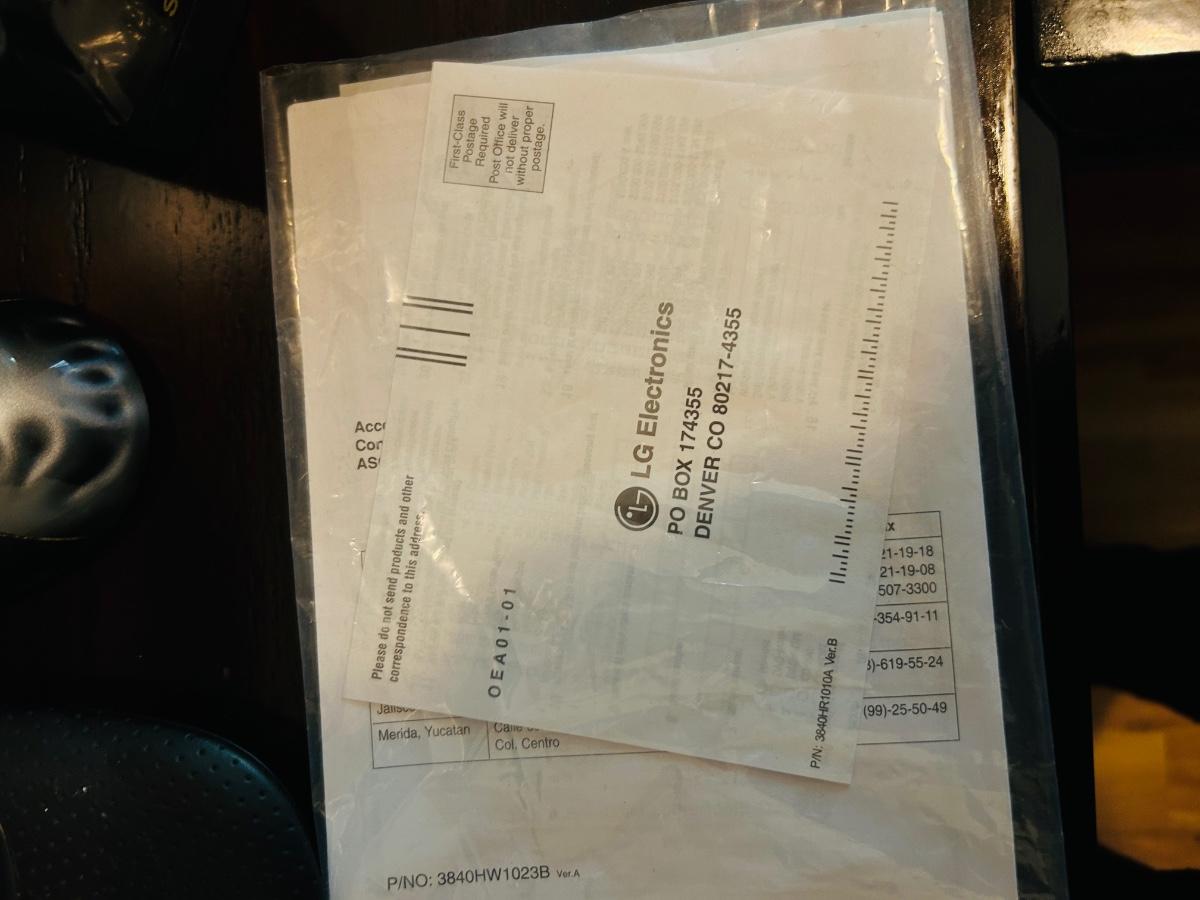 First-Class
Postage
Required
Post Office will
not deliver
without proper
postage.
Please do not send products and other
correspondence to this address.
OEA01-01
LG Electronics
PO BOX 174355
DENVER CO 80217-4355
P/N: 3840HR1010A Ver.B
21-19-18
21-19-08
507-3300
-354-91-11
)-619-55-24
(99)-25-50-49
Jalisco
Merida, Yucatan
Calle
Col. Centro
P/NO: 3840HW1023B Ver.A